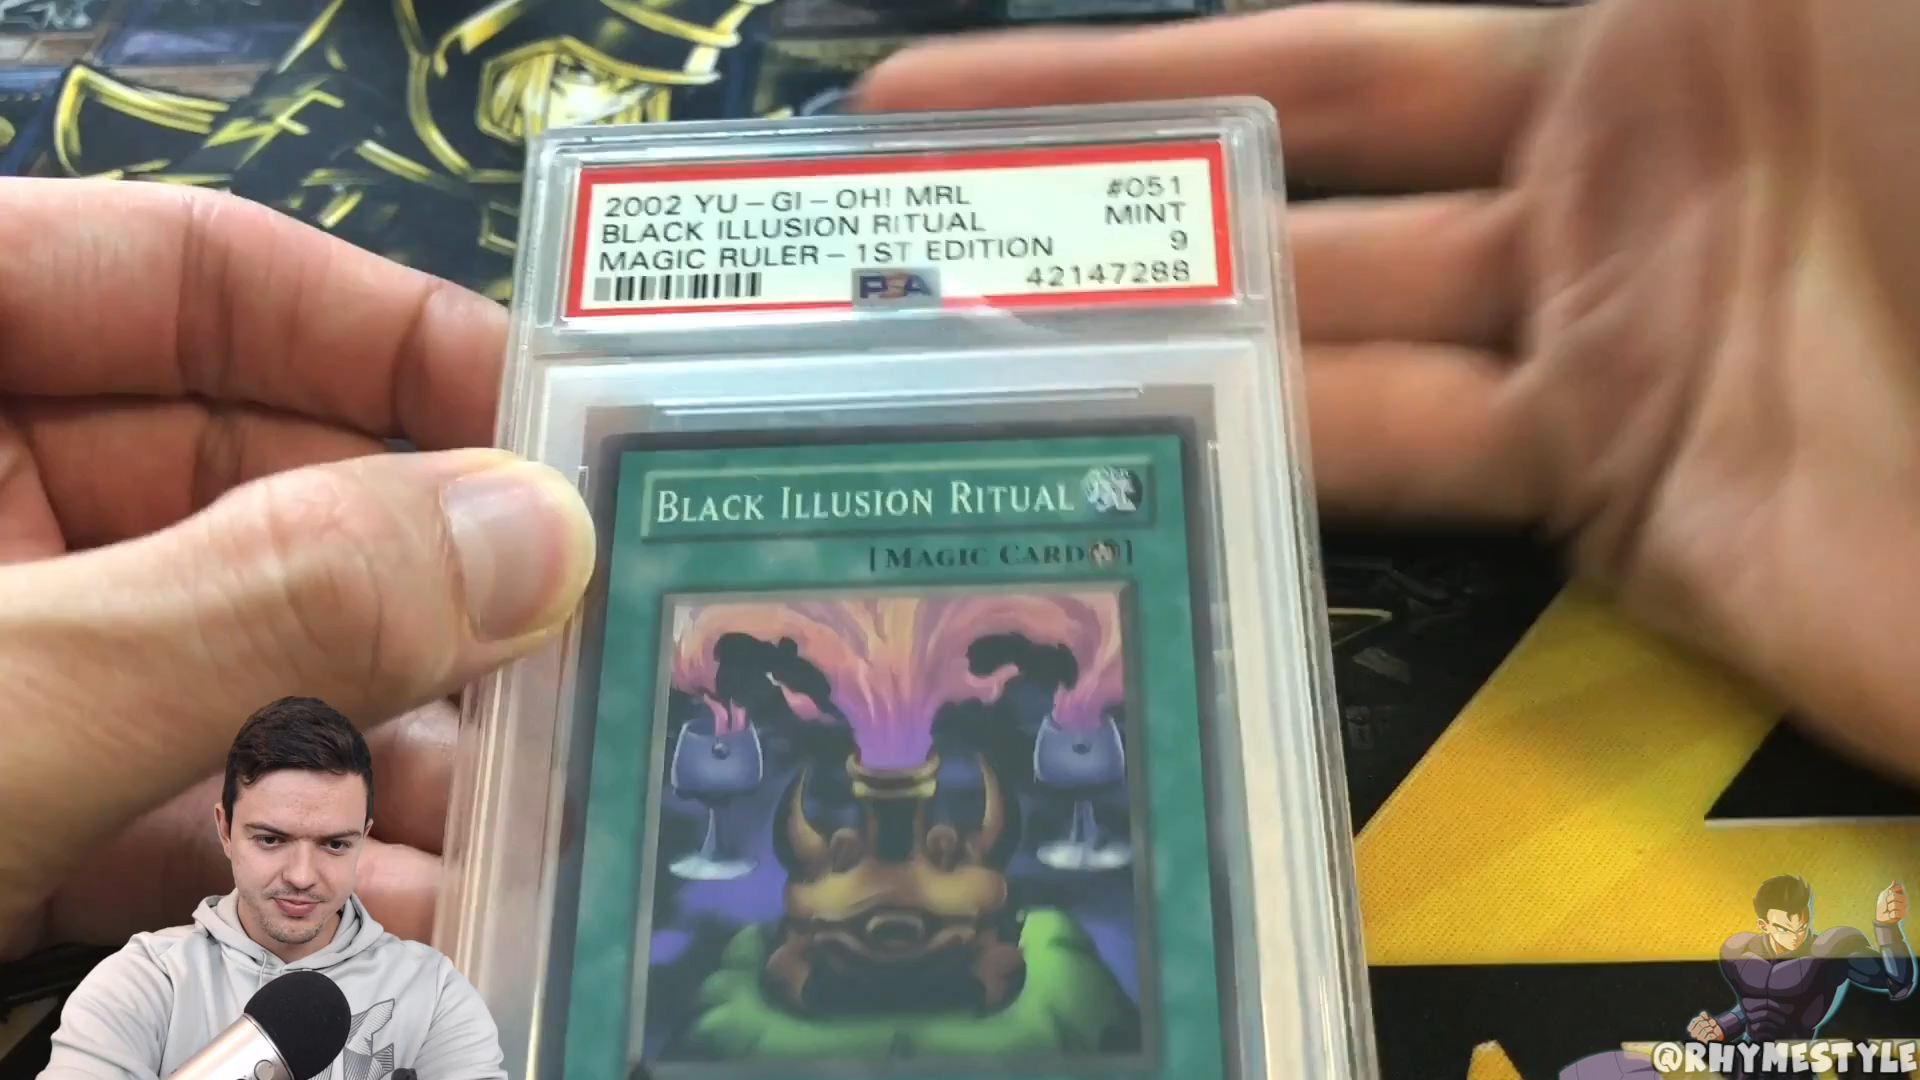 2002 YU-GI-OH! MRL #051
BLACK ILLUSION RITUAL MINT
MAGIC RULER-1ST EDITION 9
PSA 42147288
BLACK ILLUSION RITUAL
[MAGIC CARD]
@RHYMESTYLE